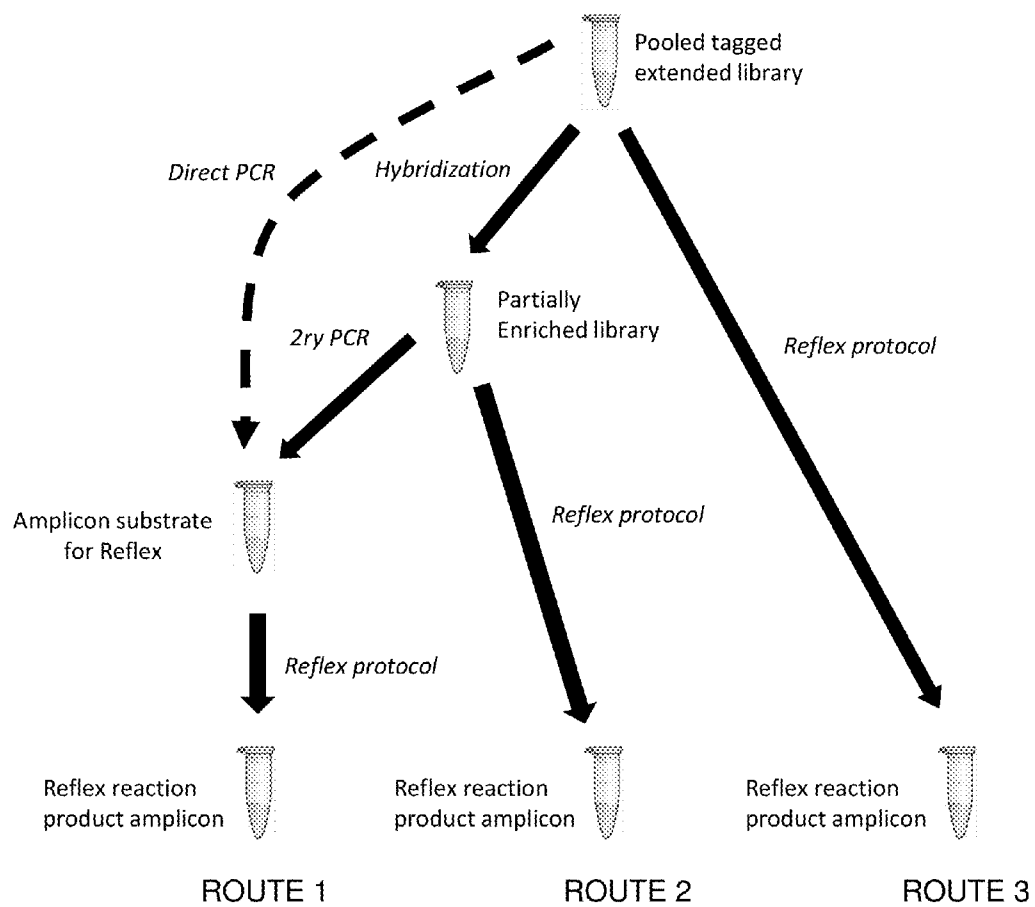 Pooled tagged
extended library
Direct PCR
Hybridization
Partially
Enriched library
2ry PCR
Reflex protocol
Amplicon substrate
for Reflex
Reflex protocol
Reflex protocol
Reflex reaction
product amplicon
Reflex reaction
product amplicon
Reflex reaction
product amplicon
ROUTE 1
ROUTE 2
ROUTE 3